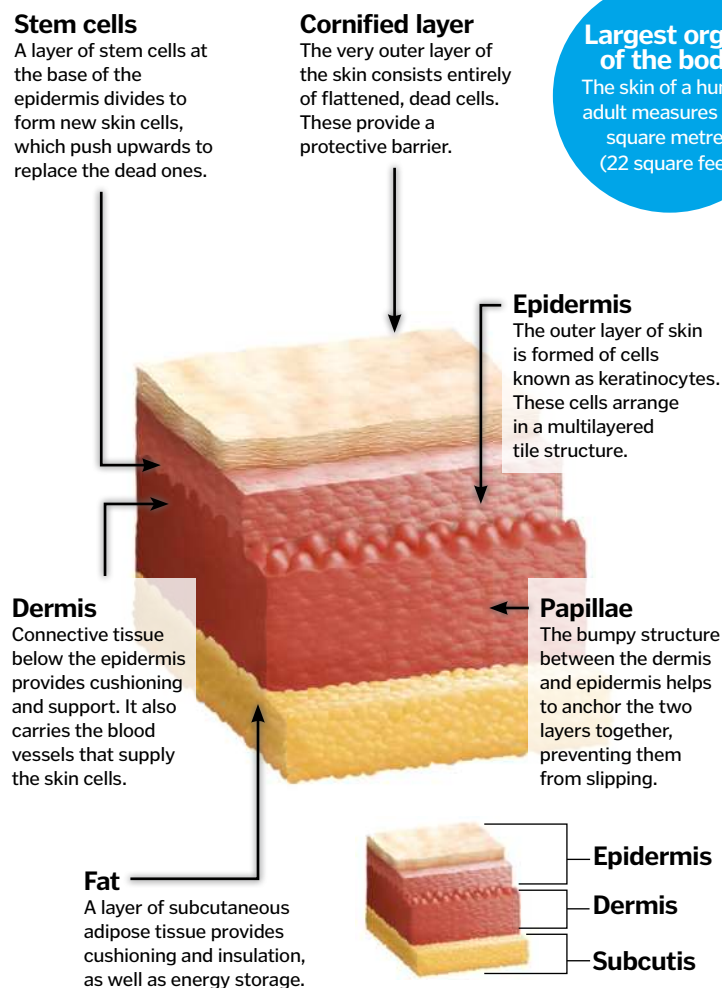 Stem cells
A layer of stem cells at
the base of the
epidermis divides to
form new skin cells,
which push upwards to
replace the dead ones.
Cornified layer
The very outer layer of
the skin consists entirely
of flattened, dead cells.
These provide a
protective barrier.
Largest
of the
The skin of a
adult measures
square
(22 square
Epidermis
The outer layer of skin
is formed of cells
known as keratinocytes.
These cells arrange
in a multilayered
tile structure.
Dermis
Connective tissue
below the epidermis
provides cushioning
and support. It also
carries the blood
vessels that supply
the skin cells.
Papillae
The bumpy structure
between the dermis
and epidermis helps
to anchor the two
layers together,
preventing them
from slipping.
Fat
A layer of subcutaneous
adipose tissue provides
cushioning and insulation,
as well as energy storage.
Epidermis
Dermis
Subcutis